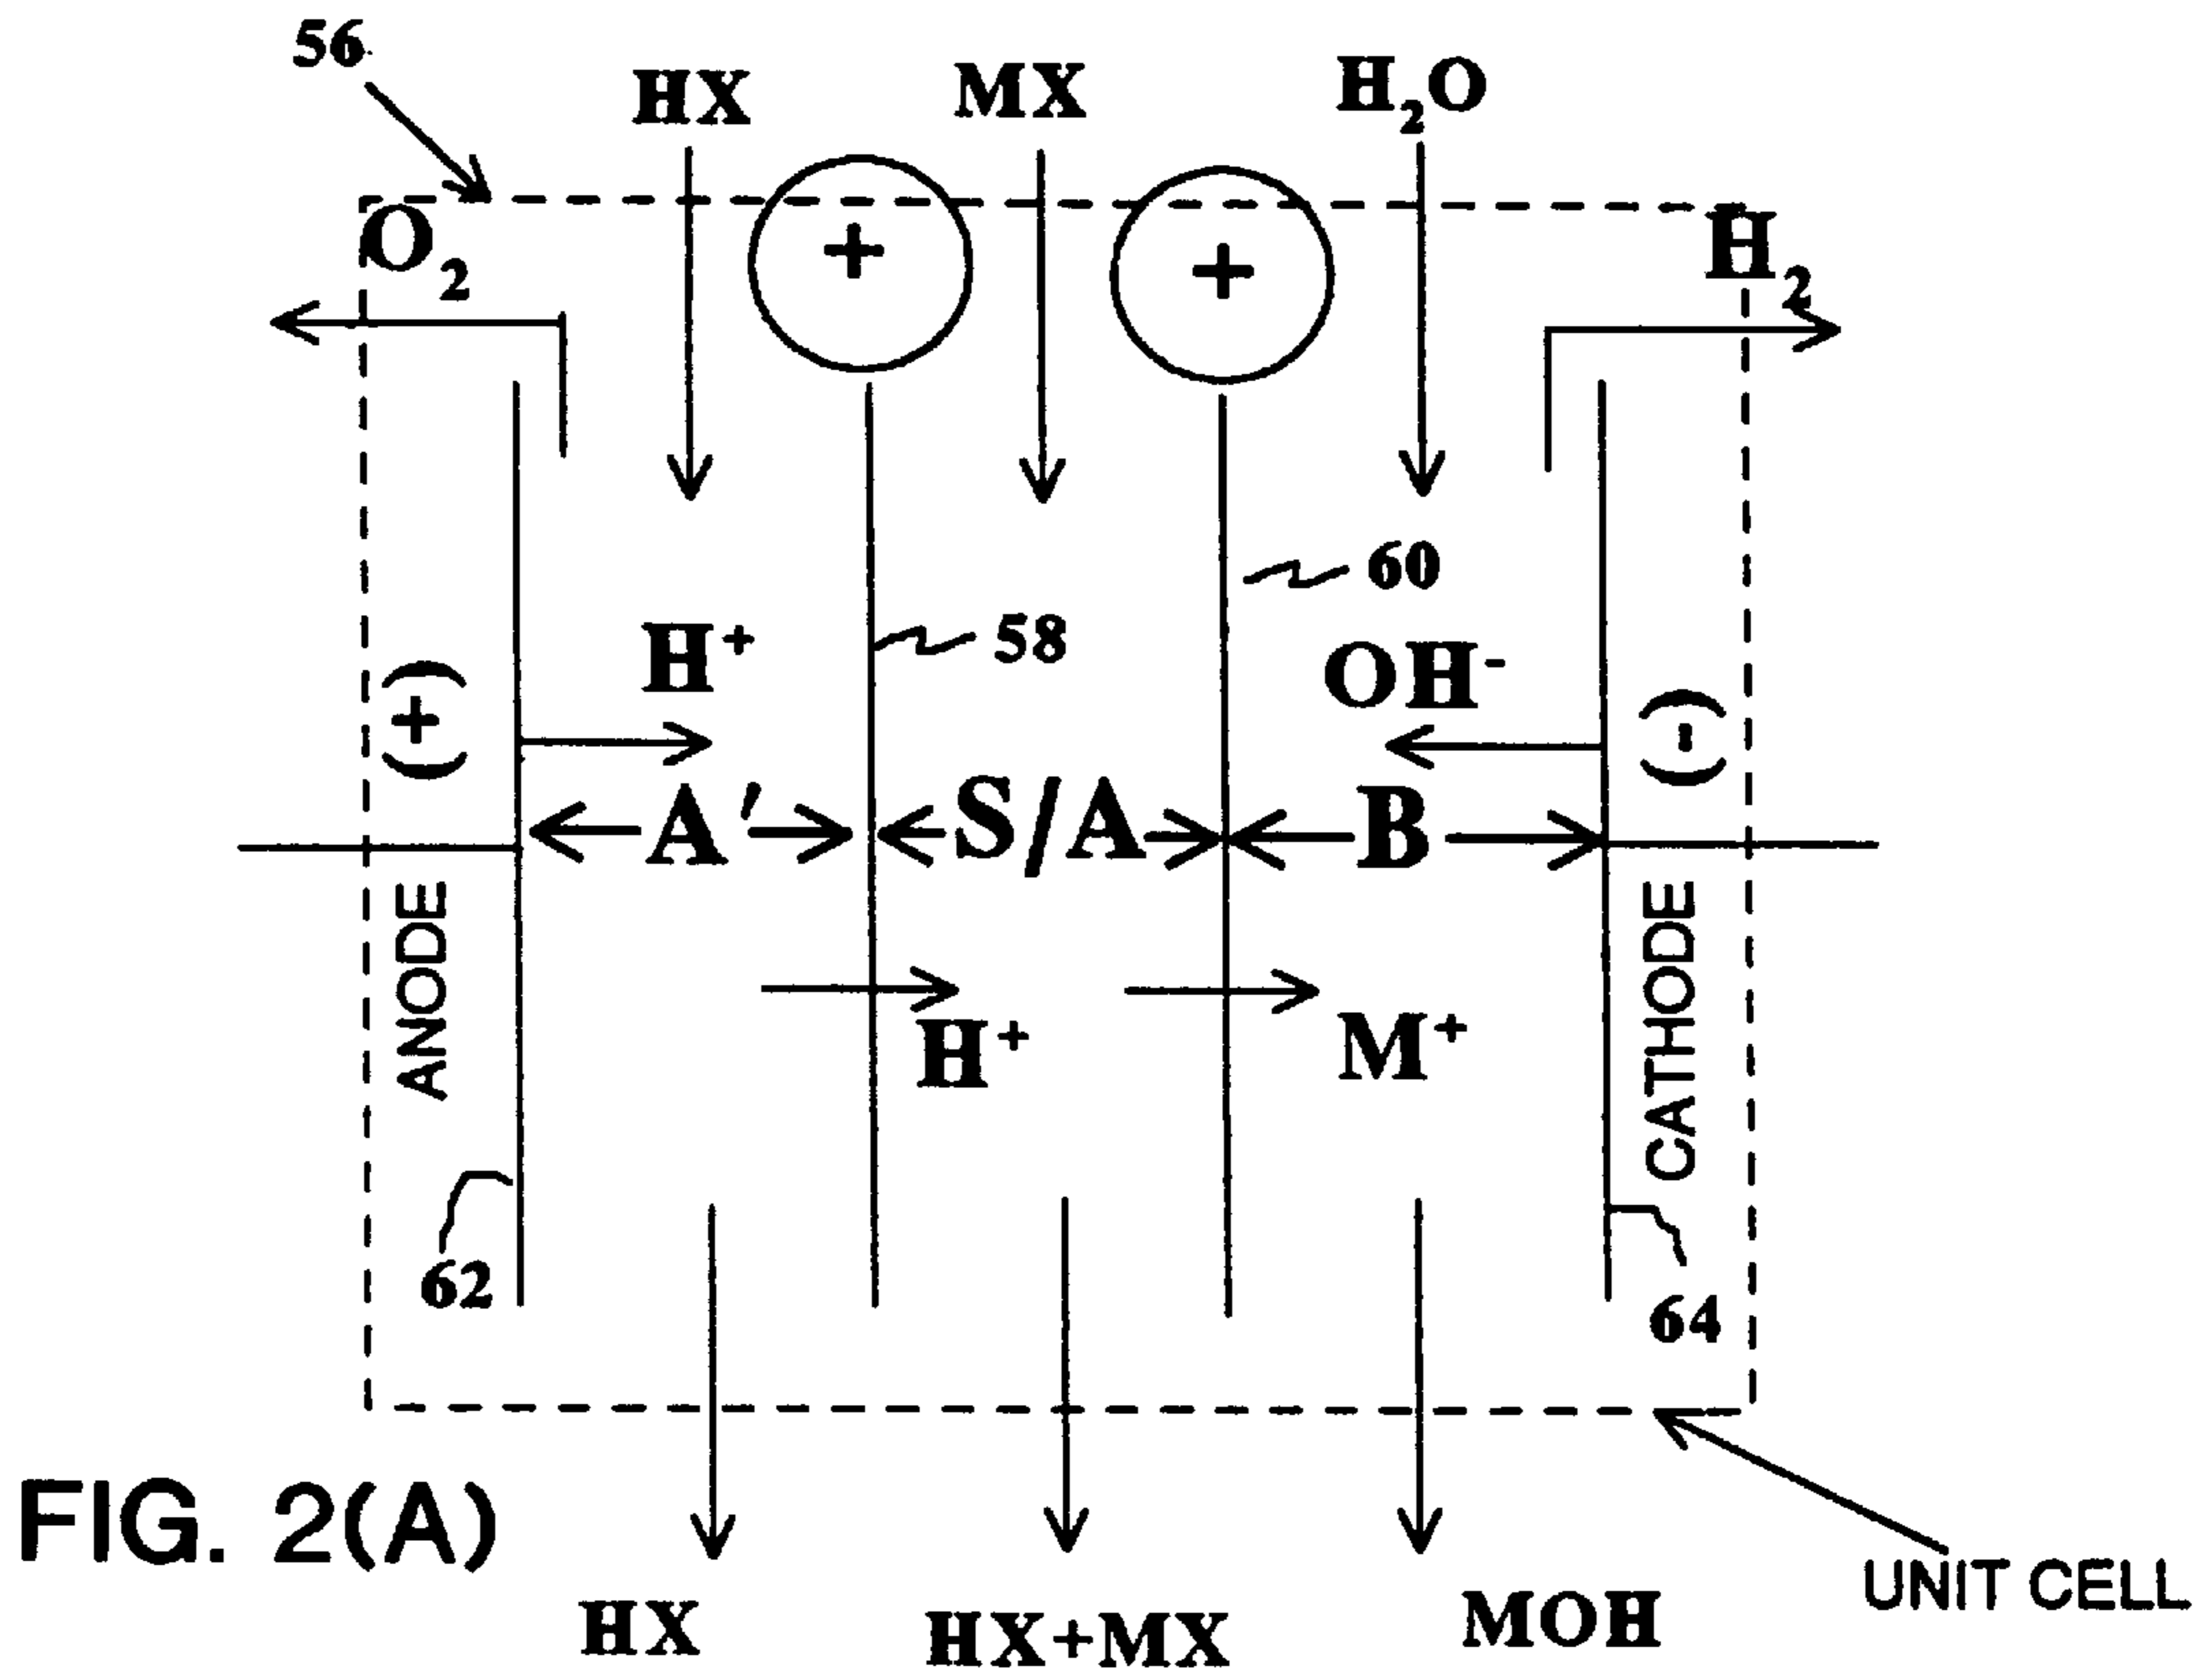 56
HX
MX
H₂O
O₂
H₂
+
+
60
58
H⁺
OH⁻
(+)
(-)
A'
S/A
B
ANODE
CATHODE
H⁺
M⁺
62
64
FIG. 2(A)
UNIT CELL
HX
HX+MX
MOH